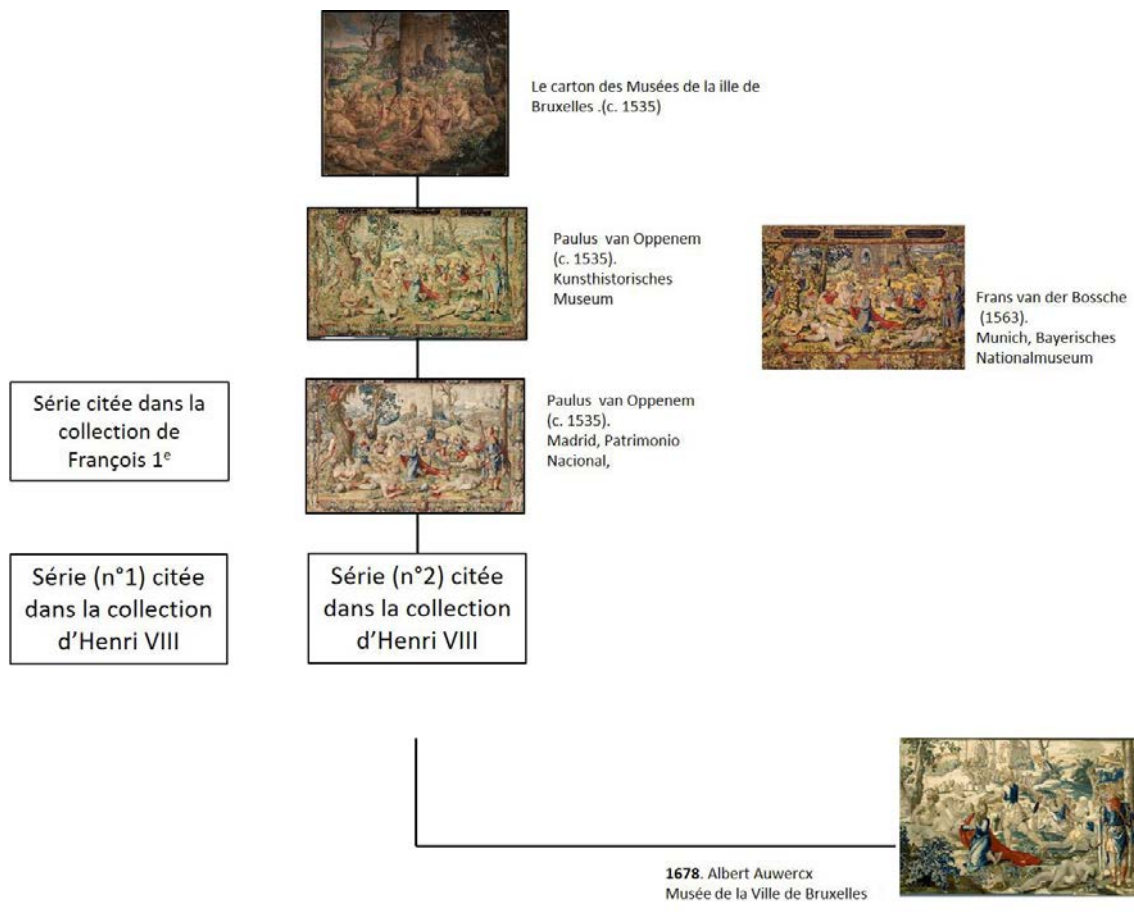 Le carton des Musées de la ille de
Bruxelles .(c. 1535)
Paulus van Oppenem
(c. 1535).
Kunsthistorisches
Museum
Frans van der Bossche
(1563).
Munich, Bayerisches
Nationalmuseum
Série citée dans la
collection de
François 1e
Paulus van Oppenem
(c. 1535).
Madrid, Patrimonio
Nacional,
Série (n°1) citée
dans la collection
d’Henri VIII
Série (n°2) citée
dans la collection
d’Henri VIII
1678. Albert Auwercx
Musée de la Ville de Bruxelles